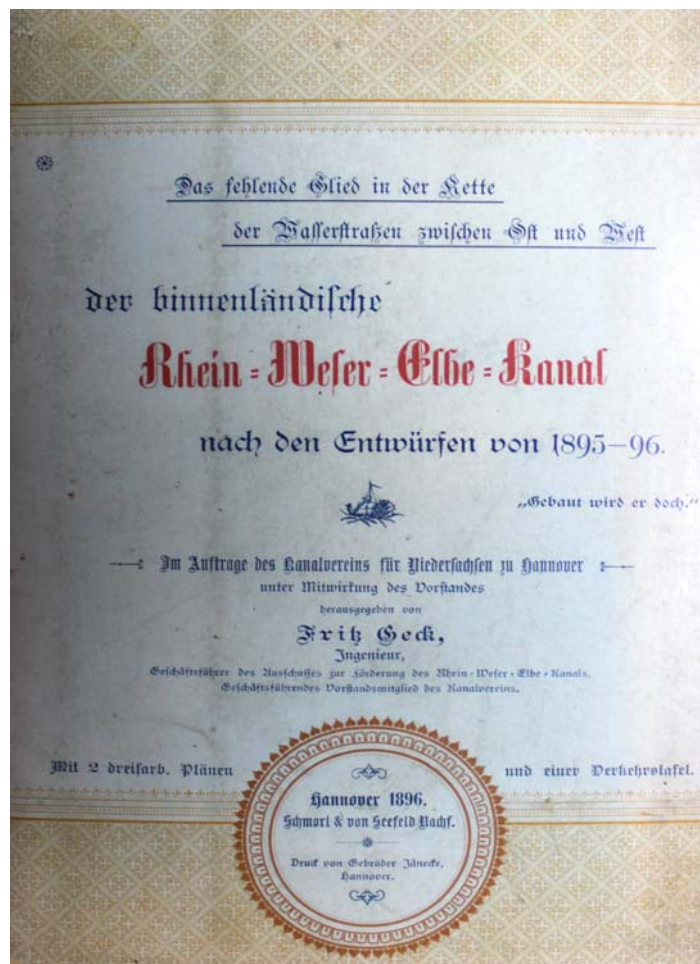 Das fehlende Glied in der Kette
der Wasserstraßen zwischen Ost und West
der binnenländische
Rhein-Weser-Elbe-Kanal
nach den Entwürfen von 1895–96.
„Gebaut wird er doch.“
Im Auftrage des Kanalvereins für Niedersachsen zu Hannover
unter Mitwirkung des Vorstandes
herausgegeben von
Fritz Geck,
Ingenieur,
Geschäftsführer des Ausschusses zur Förderung des Rhein-Weser-Elbe-Kanals,
Geschäftsführendes Vorstandsmitglied des Kanalvereins.
Mit 2 dreifarb. Plänen und einer Verkehrstafel.
Hannover 1896.
Schmorl & von Seefeld Nachf.
Druck von Gebrüder Jänecke,
Hannover.